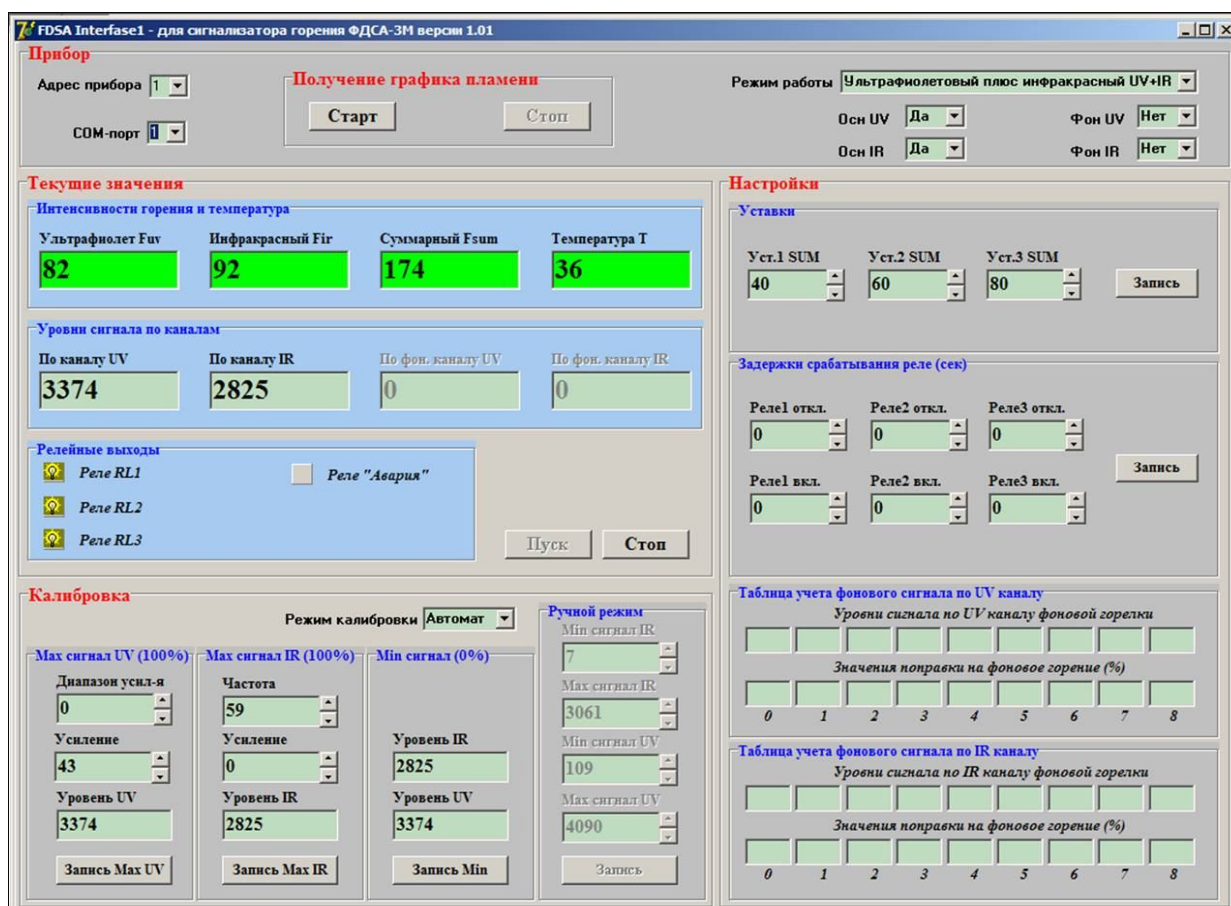 FDSA Interfase1 - для сигнализатора горения ФДСА-3М версии 1.01
Прибор
Адрес прибора 1
COM-порт 1
Получение графика пламени
Старт Стоп
Режим работы Ультрафиолетовый плюс инфракрасный UV+IR
Осн UV Да Фон UV Нет
Осн IR Да Фон IR Нет
Текущие значения
Интенсивности горения и температура
Ультрафиолет Fuv Инфракрасный Fir Суммарный Fsum Температура T
82 92 174 36
Уровни сигнала по каналам
По каналу UV По каналу IR По фон. каналу UV По фон. каналу IR
3374 2825 0 0
Релейные выходы
Реле RL1 Реле "Авария"
Реле RL2
Реле RL3
Пуск Стоп
Настройки
Уставки
Уст.1 SUM Уст.2 SUM Уст.3 SUM
40 60 80 Запись
Задержки срабатывания реле (сек)
Реле1 откл. Реле2 откл. Реле3 откл.
0 0 0
Запись
Реле1 вкл. Реле2 вкл. Реле3 вкл.
0 0 0
Калибровка
Режим калибровки Автомат
Max сигнал UV (100%)
Диапазон усил-я
0
Усиление
43
Уровень UV
3374
Запись Max UV
Max сигнал IR (100%)
Частота
59
Усиление
0
Уровень IR
2825
Запись Max IR
Min сигнал (0%)
Уровень IR
2825
Уровень UV
3374
Запись Min
Ручной режим
Min сигнал IR
7
Max сигнал IR
3061
Min сигнал UV
109
Max сигнал UV
4090
Запись
Таблица учета фонового сигнала по UV каналу
Уровни сигнала по UV каналу фоновой горелки
Значения поправки на фоновое горение (%)
0 1 2 3 4 5 6 7 8
Таблица учета фонового сигнала по IR каналу
Уровни сигнала по IR каналу фоновой горелки
Значения поправки на фоновое горение (%)
0 1 2 3 4 5 6 7 8